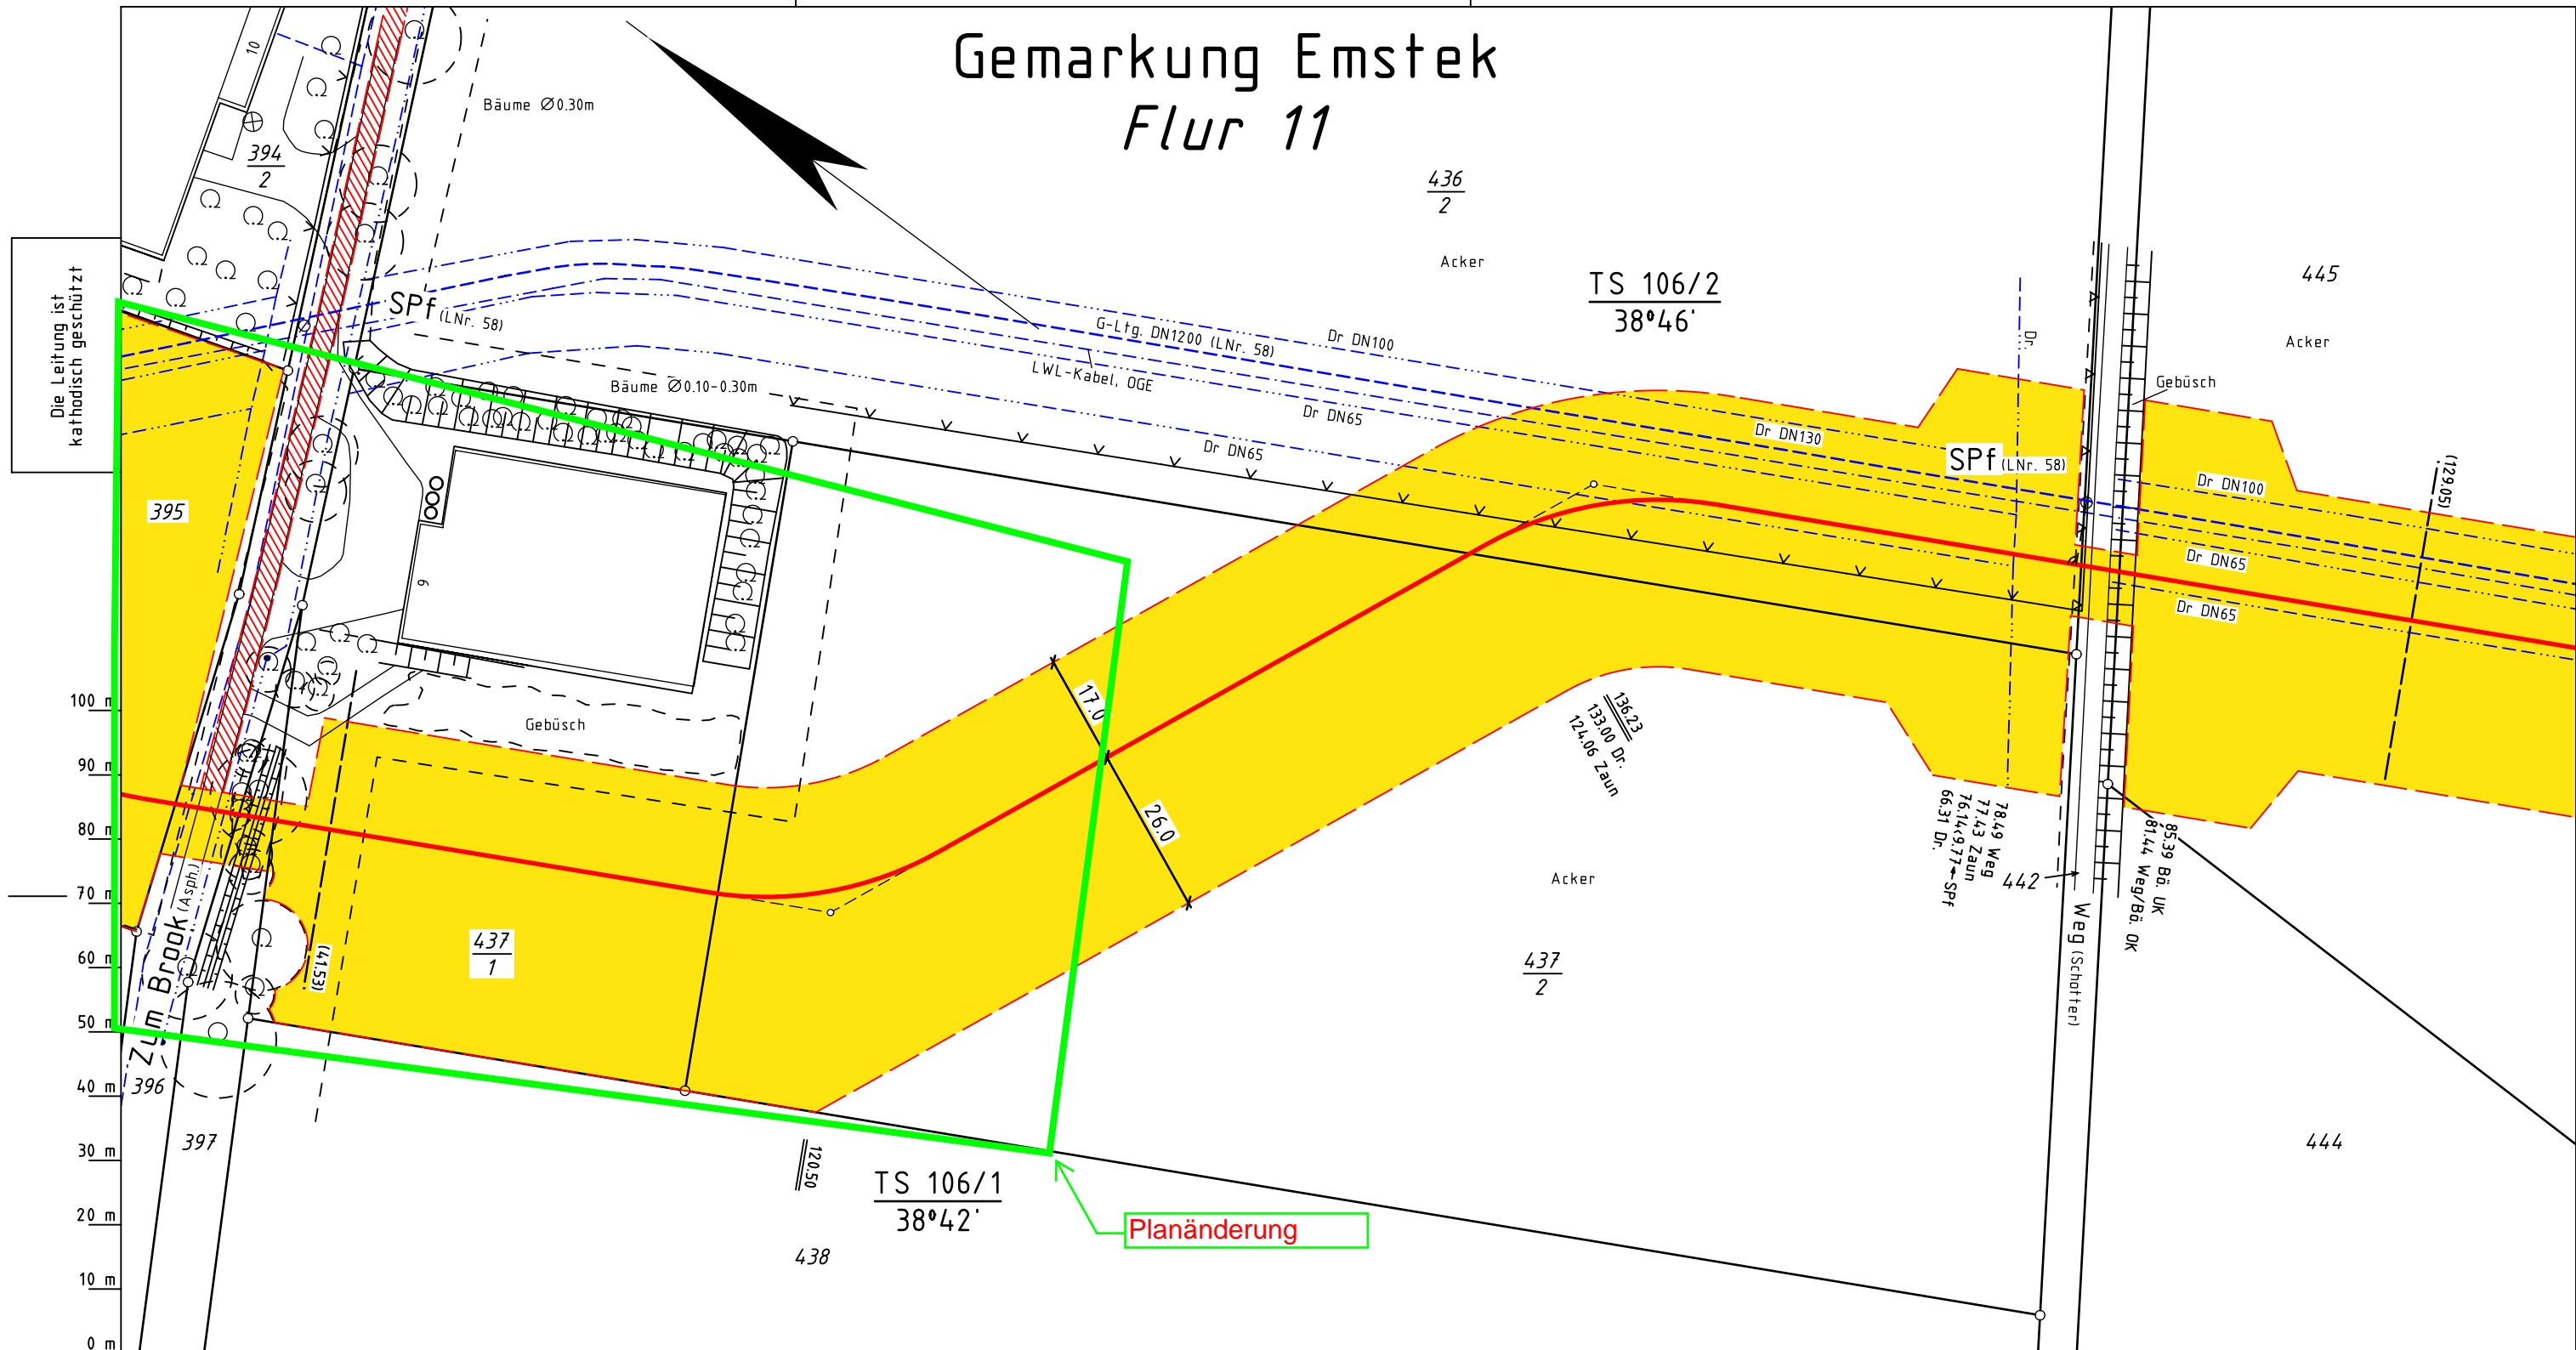 Gemarkung Emstek
Flur 11
10
Bäume Ø0.30m
394
2
436
2
Acker
TS 106/2
38°46'
445
Acker
Die Leitung ist
kathodisch geschützt
SPf (LNr. 58)
G-Ltg. DN1200 (LNr. 58)
Dr DN100
LWL-Kabel, OGE
Dr DN65
Dr DN65
Bäume Ø0.10-0.30m
Dr.
Gebüsch
Dr DN130
SPf (LNr. 58)
Dr DN100
(129.05)
Dr DN65
Dr DN65
395
9
Gebüsch
17.0
26.0
136.23
133.00 Dr.
124.06 Zaun
78.49 Weg
77.43 Zaun
76.14<9.77←SPf
66.31 Dr.
85.39 Bö. UK
81.44 Weg/Bö. OK
442
Weg (Schotter)
Acker
437
1
(41.53)
437
2
Zum Brook (Asph.)
396
397
120.50
TS 106/1
38°42'
438
444
Planänderung
100 m
90 m
80 m
70 m
60 m
50 m
40 m
30 m
20 m
10 m
0 m